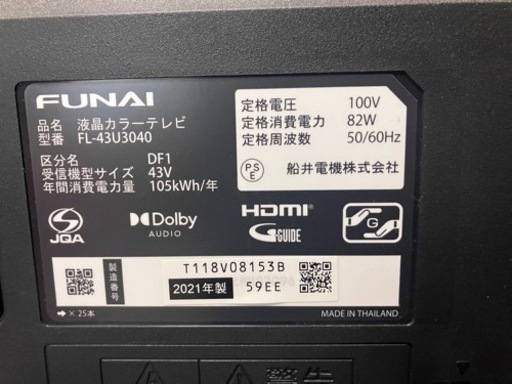 FUNAI
品名 液晶カラーテレビ
型番 FL-43U3040
区分名 DF1
受信機型サイズ 43V
年間消費電力量 105kWh/年
定格電圧 100V
定格消費電力 82W
定格周波数 50/60Hz
PSE 船井電機株式会社
JQA
Dolby
AUDIO
HDMI
G GUIDE
G
製造番号
T118V08153B
2021年製 59EE
→× 25本
MADE IN THAILAND
警告